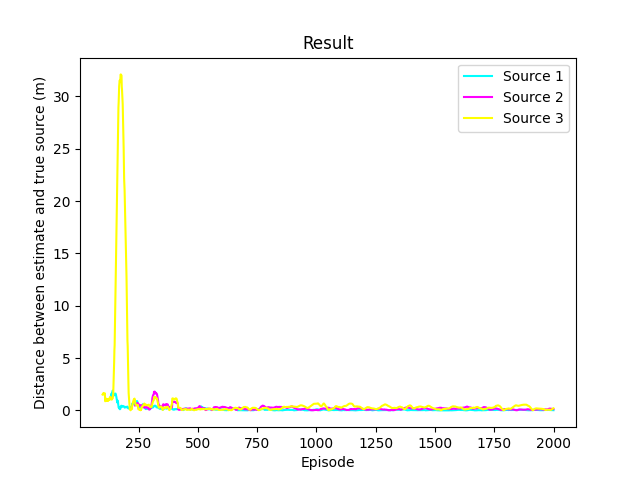 Result
Distance between estimate and true source (m)
30
25
20
15
10
5
0
Source 1
Source 2
Source 3
250 500 750 1000 1250 1500 1750 2000
Episode